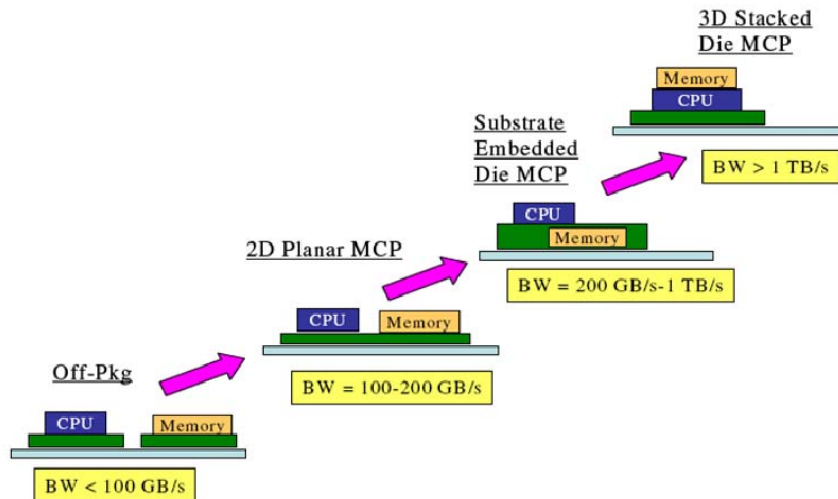 3D Stacked
Die MCP
Memory
CPU
BW > 1 TB/s
Substrate
Embedded
Die MCP
CPU
Memory
BW = 200 GB/s-1 TB/s
2D Planar MCP
CPU
Memory
BW = 100-200 GB/s
Off-Pkg
CPU
Memory
BW < 100 GB/s